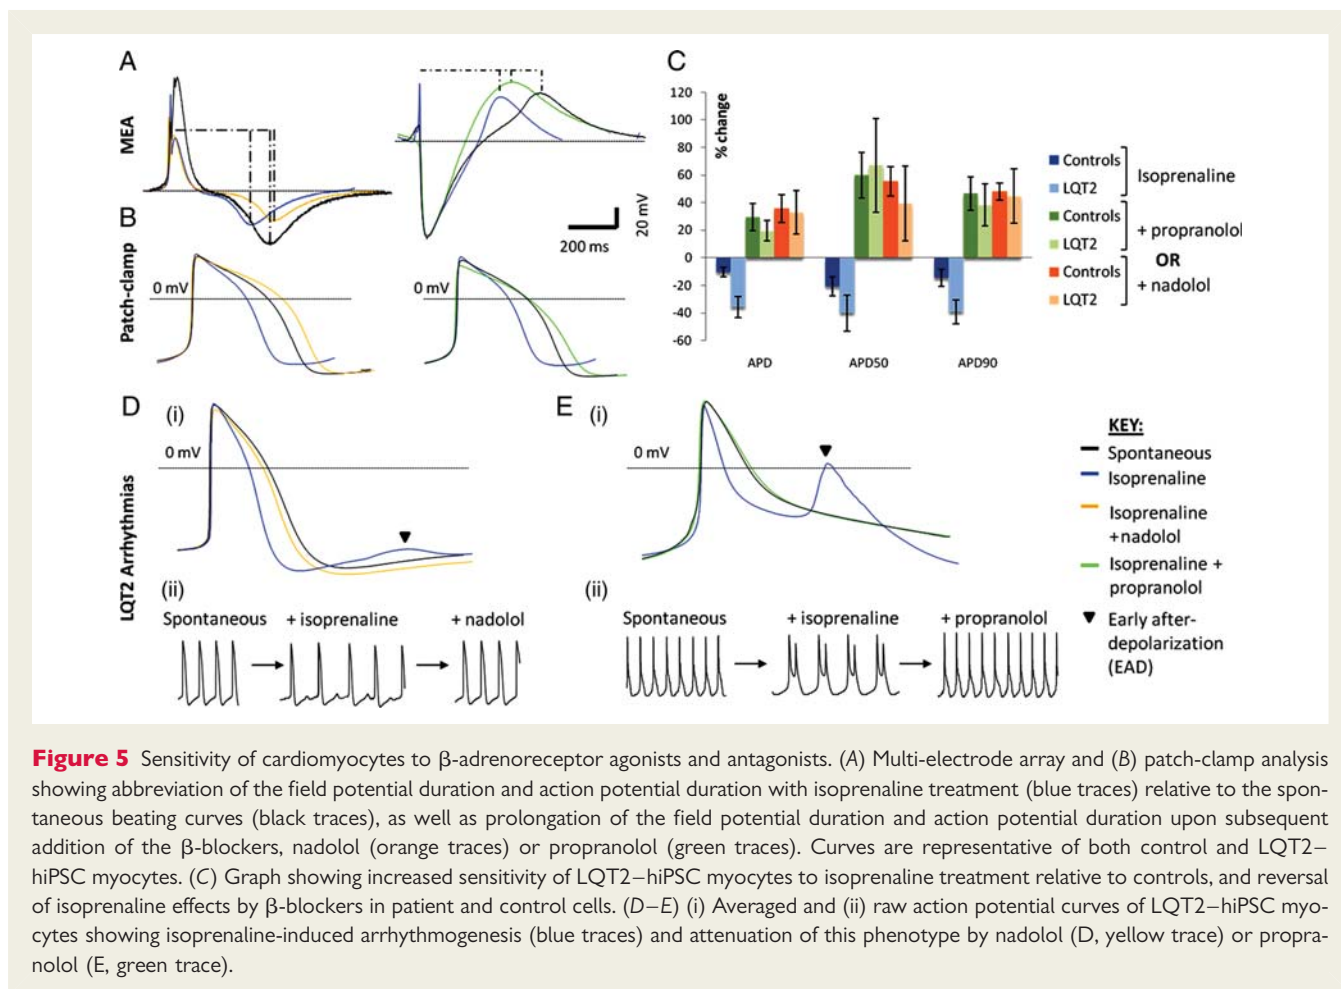 A
MEA
B
Patch-clamp
0 mV
0 mV
200 ms
20 mV
C
% change
120
100
80
60
40
20
0
-20
-40
-60
APD
APD50
APD90
Controls
LQT2
Isoprenaline
Controls
LQT2
+ propranolol
OR
Controls
LQT2
+ nadolol
LQT2 Arrhythmias
D
(i)
0 mV
(ii)
Spontaneous
+ isoprenaline
+ nadolol
E
(i)
0 mV
(ii)
Spontaneous
+ isoprenaline
+ propranolol
KEY:
Spontaneous
Isoprenaline
Isoprenaline
+nadolol
Isoprenaline +
propranolol
Early after-
depolarization
(EAD)
Figure 5 Sensitivity of cardiomyocytes to β-adrenoreceptor agonists and antagonists. (A) Multi-electrode array and (B) patch-clamp analysis
showing abbreviation of the field potential duration and action potential duration with isoprenaline treatment (blue traces) relative to the spon-
taneous beating curves (black traces), as well as prolongation of the field potential duration and action potential duration upon subsequent
addition of the β-blockers, nadolol (orange traces) or propranolol (green traces). Curves are representative of both control and LQT2–
hiPSC myocytes. (C) Graph showing increased sensitivity of LQT2–hiPSC myocytes to isoprenaline treatment relative to controls, and reversal
of isoprenaline effects by β-blockers in patient and control cells. (D–E) (i) Averaged and (ii) raw action potential curves of LQT2–hiPSC myo-
cytes showing isoprenaline-induced arrhythmogenesis (blue traces) and attenuation of this phenotype by nadolol (D, yellow trace) or propra-
nolol (E, green trace).